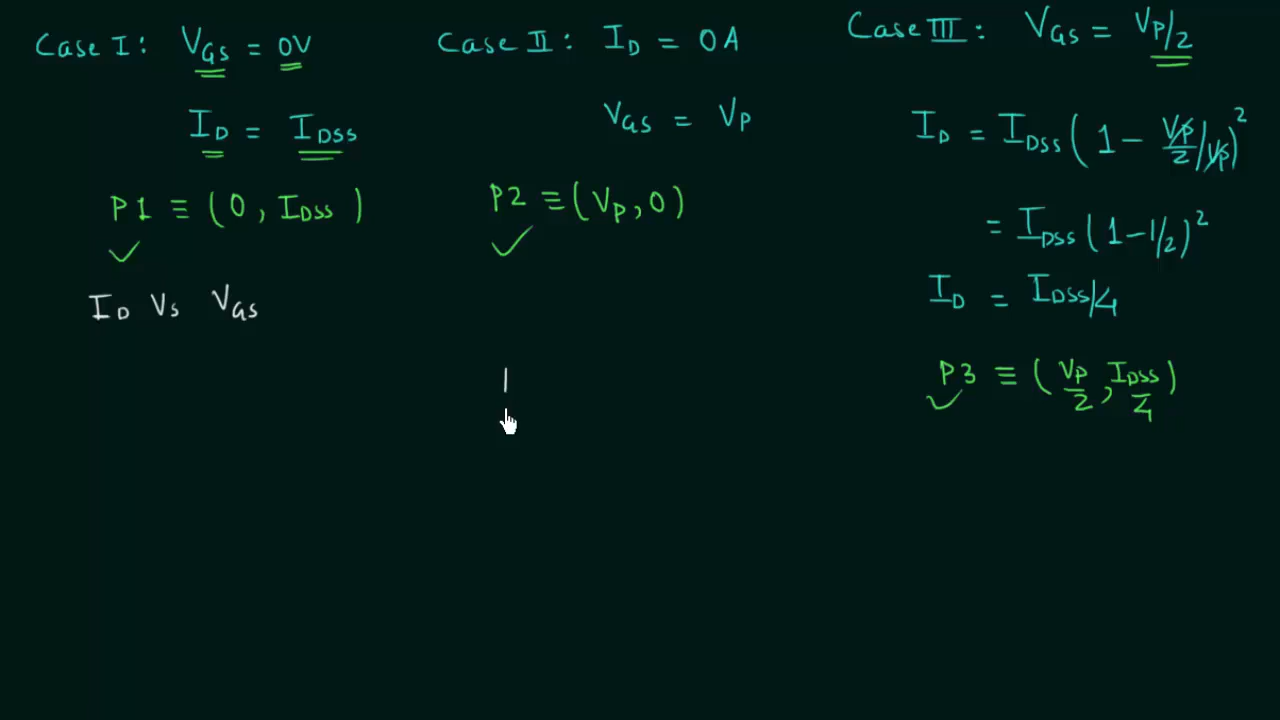 Case I : VGS = 0V
ID = IDSS
P1 ≡ (0, IDSS)
ID Vs VGS
Case II : ID = 0A
VGS = VP
P2 ≡ (VP, 0)
Case III : VGS = VP/2
ID = IDSS (1 - VP/2/VP)²
= IDSS (1-1/2)²
ID = IDSS/4
P3 ≡ (VP/2, IDSS/4)